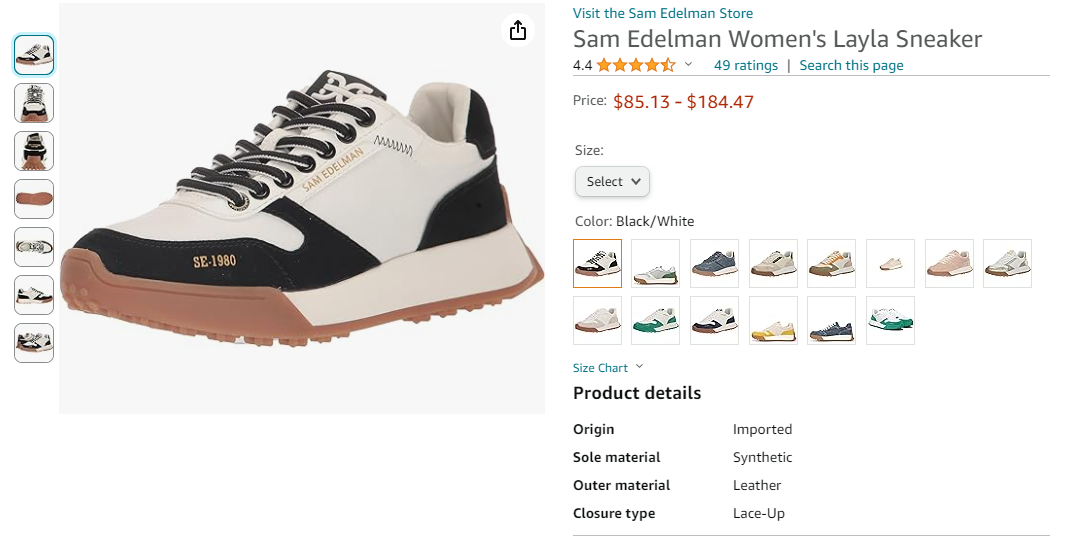 Visit the Sam Edelman Store
Sam Edelman Women's Layla Sneaker
4.4 49 ratings | Search this page
Price: $85.13 - $184.47
Size:
Select
Color: Black/White
SAM EDELMAN
SE-1980
Size Chart
Product details
Origin Imported
Sole material Synthetic
Outer material Leather
Closure type Lace-Up